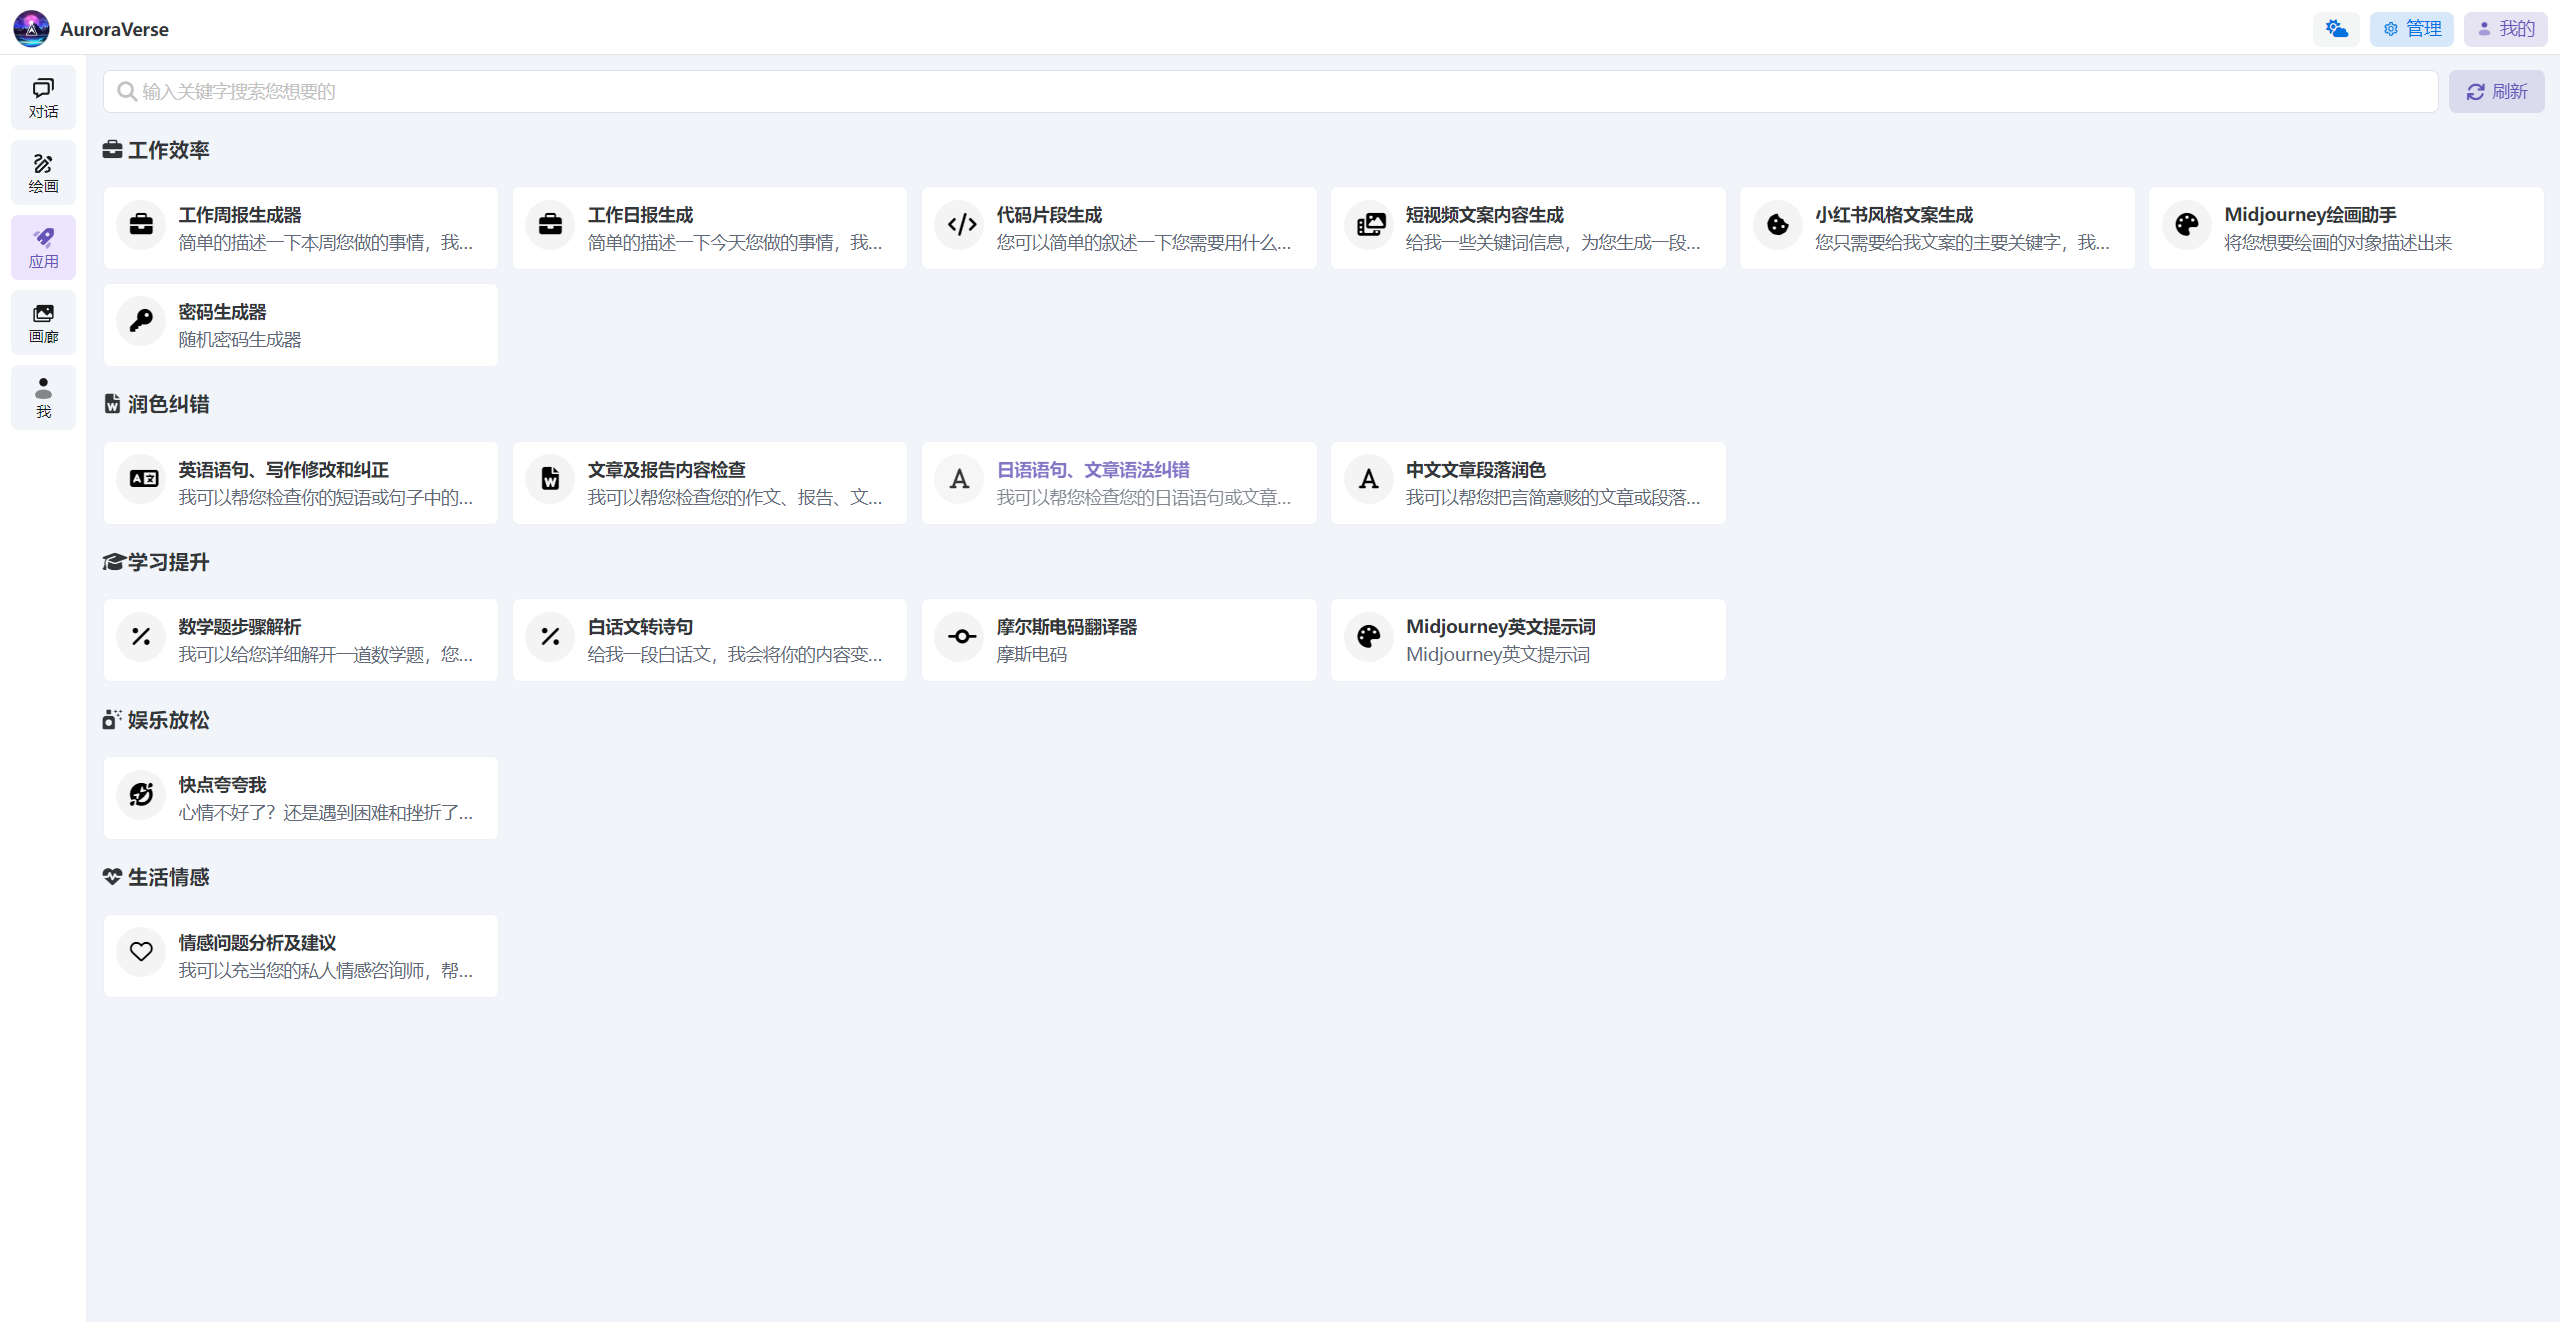 AuroraVerse
管理
我的
对话
绘画
应用
画廊
我
输入关键字搜索您想要的
刷新
工作效率
工作周报生成器
简单的描述一下本周您做的事情，我...
工作日报生成
简单的描述一下今天您做的事情，我...
代码片段生成
您可以简单的叙述一下您需要用什么...
短视频文案内容生成
给我一些关键词信息，为您生成一段...
小红书风格文案生成
您只需要给我文案的主要关键字，我...
Midjourney绘画助手
将您想要绘画的对象描述出来
密码生成器
随机密码生成器
润色纠错
英语语句、写作修改和纠正
我可以帮您检查你的短语或句子中的...
文章及报告内容检查
我可以帮您检查您的作文、报告、文...
日语语句、文章语法纠错
我可以帮您检查您的日语语句或文章...
中文文章段落润色
我可以帮您把言简意赅的文章或段落...
学习提升
数学题步骤解析
我可以给您详细解开一道数学题，您...
白话文转诗句
给我一段白话文，我会将你的内容变...
摩尔斯电码翻译器
摩斯电码
Midjourney英文提示词
Midjourney英文提示词
娱乐放松
快点夸夸我
心情不好了？还是遇到困难和挫折了...
生活情感
情感问题分析及建议
我可以充当您的私人情感咨询师，帮...